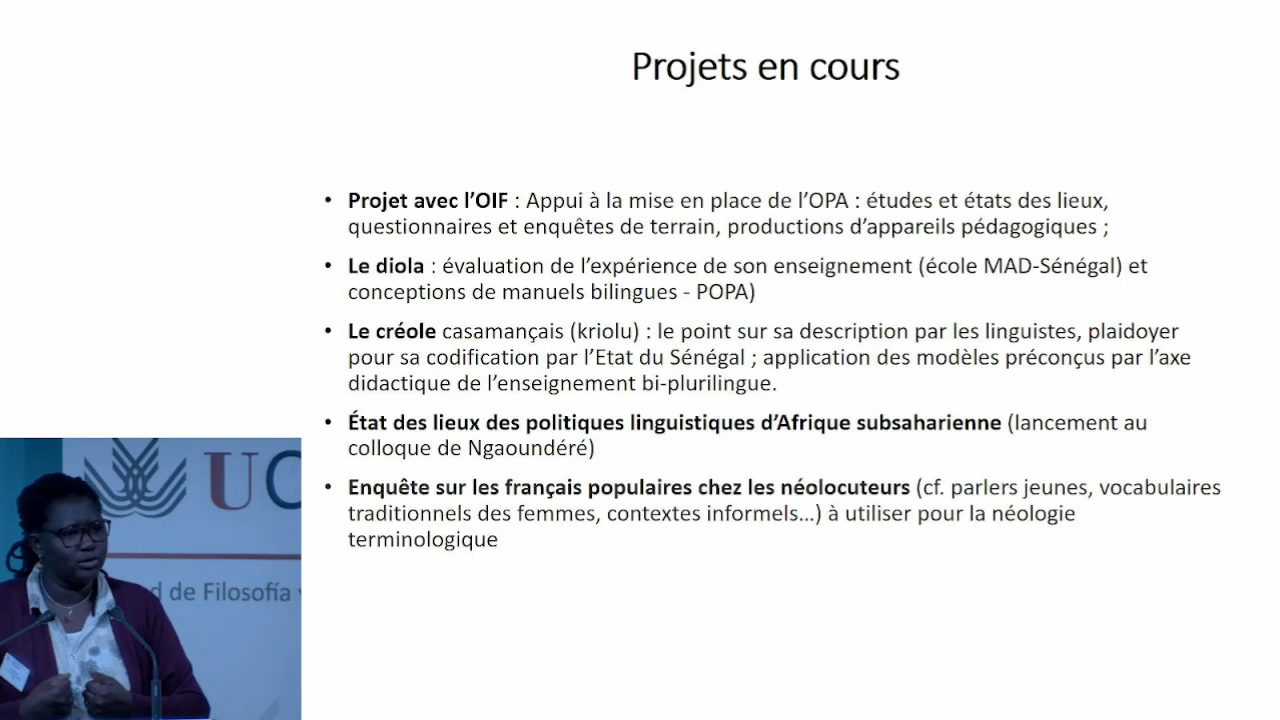 Projets en cours
• Projet avec l’OIF : Appui à la mise en place de l’OPA : études et états des lieux,
questionnaires et enquêtes de terrain, productions d’appareils pédagogiques ;
• Le diola : évaluation de l’expérience de son enseignement (école MAD-Sénégal) et
conceptions de manuels bilingues - POPA)
• Le créole casamançais (kriolu) : le point sur sa description par les linguistes, plaidoyer
pour sa codification par l’Etat du Sénégal ; application des modèles préconçus par l’axe
didactique de l’enseignement bi-plurilingue.
• État des lieux des politiques linguistiques d’Afrique subsaharienne (lancement au
colloque de Ngaoundéré)
• Enquête sur les français populaires chez les néolocuteurs (cf. parlers jeunes, vocabulaires
traditionnels des femmes, contextes informels…) à utiliser pour la néologie
terminologique
UC
d de Filosofía y